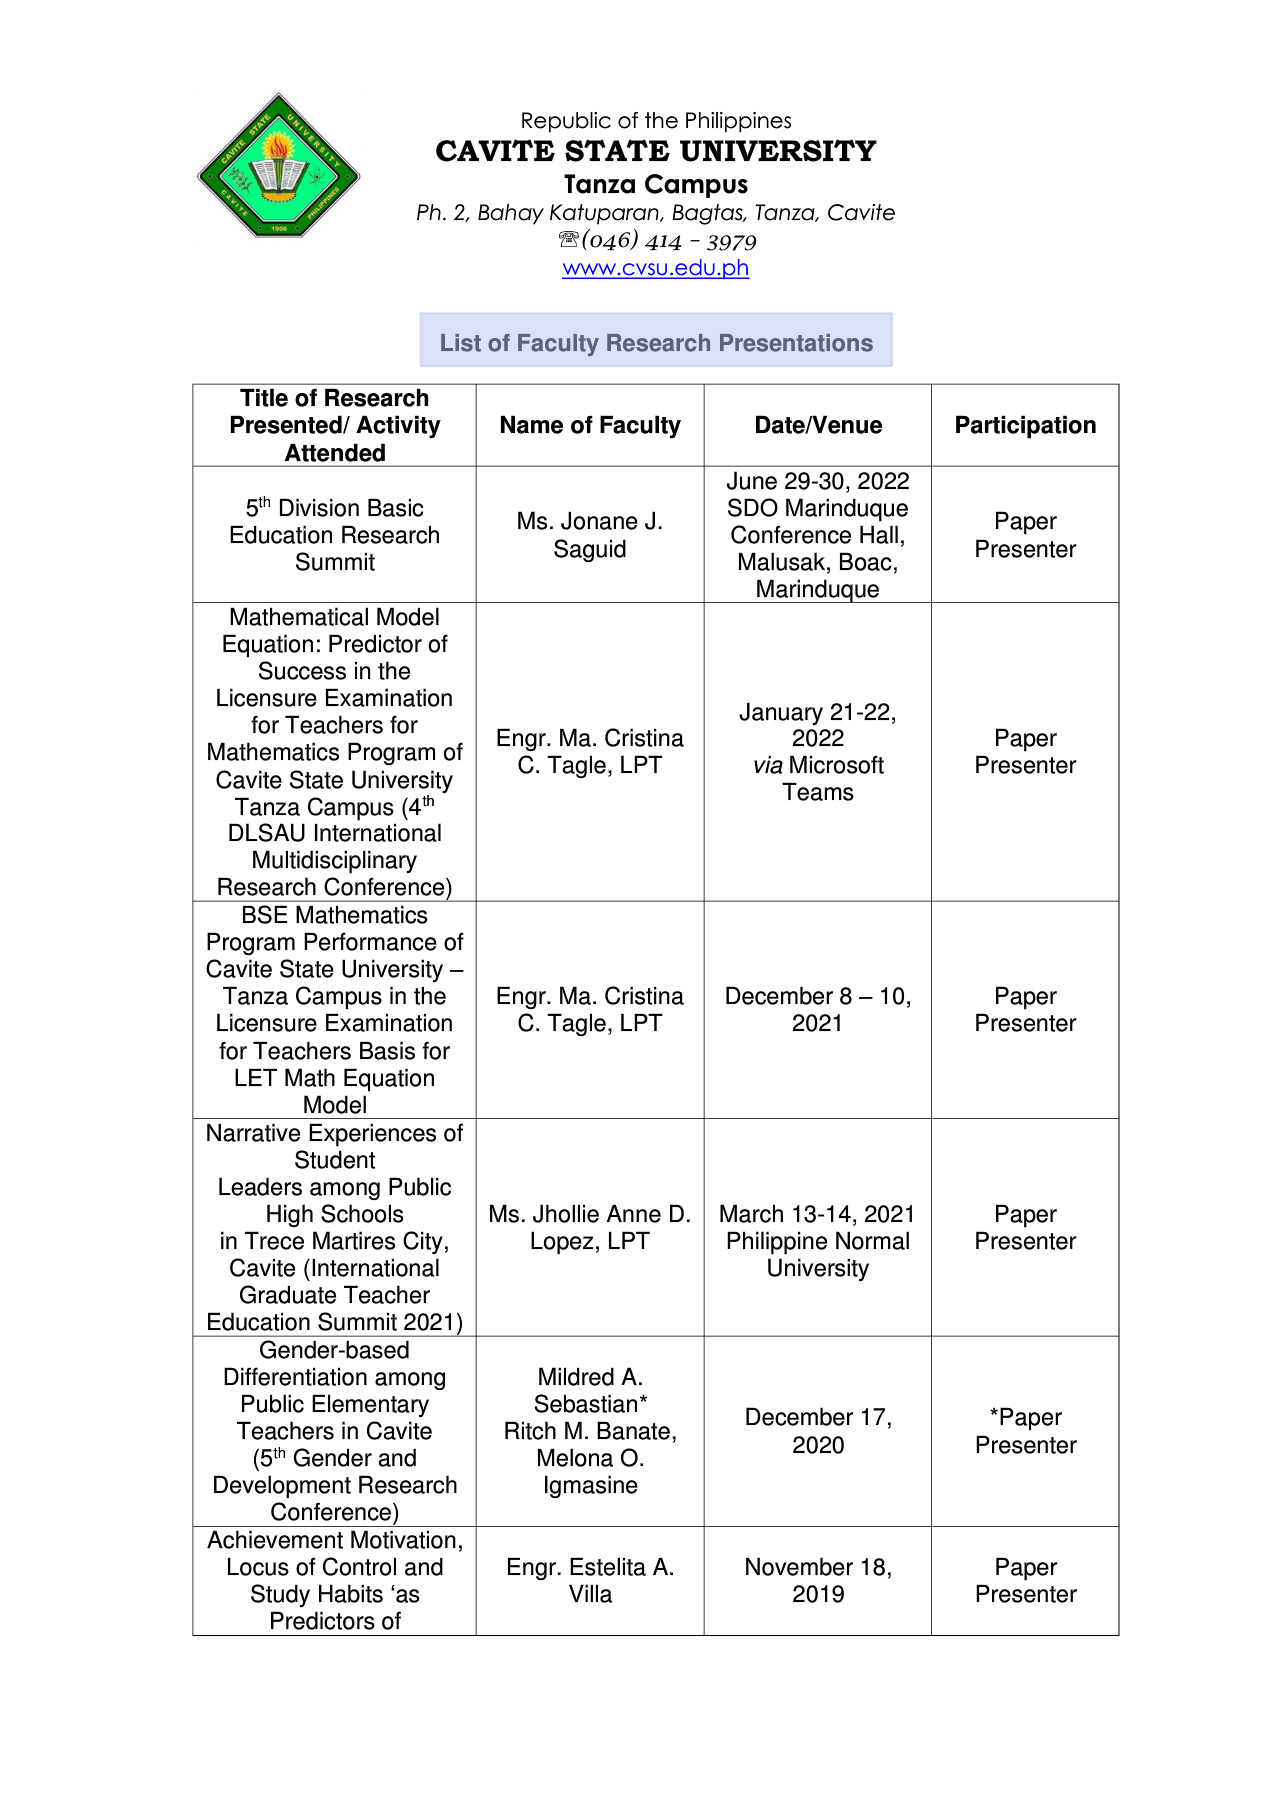 CAVITE STATE UNIVERSITY
CAVITE PHILIPPINES
1906
Republic of the Philippines
CAVITE STATE UNIVERSITY
Tanza Campus
Ph. 2, Bahay Katuparan, Bagtas, Tanza, Cavite
☏(046) 414 – 3979
www.cvsu.edu.ph
List of Faculty Research Presentations
Title of Research
Presented/ Activity
Attended
Name of Faculty
Date/Venue
Participation
5th Division Basic
Education Research
Summit
Ms. Jonane J.
Saguid
June 29-30, 2022
SDO Marinduque
Conference Hall,
Malusak, Boac,
Marinduque
Paper
Presenter
Mathematical Model
Equation: Predictor of
Success in the
Licensure Examination
for Teachers for
Mathematics Program of
Cavite State University
Tanza Campus (4th
DLSAU International
Multidisciplinary
Research Conference)
Engr. Ma. Cristina
C. Tagle, LPT
January 21-22,
2022
via Microsoft
Teams
Paper
Presenter
BSE Mathematics
Program Performance of
Cavite State University –
Tanza Campus in the
Licensure Examination
for Teachers Basis for
LET Math Equation
Model
Engr. Ma. Cristina
C. Tagle, LPT
December 8 – 10,
2021
Paper
Presenter
Narrative Experiences of
Student
Leaders among Public
High Schools
in Trece Martires City,
Cavite (International
Graduate Teacher
Education Summit 2021)
Ms. Jhollie Anne D.
Lopez, LPT
March 13-14, 2021
Philippine Normal
University
Paper
Presenter
Gender-based
Differentiation among
Public Elementary
Teachers in Cavite
(5th Gender and
Development Research
Conference)
Mildred A.
Sebastian*
Ritch M. Banate,
Melona O.
Igmasine
December 17,
2020
*Paper
Presenter
Achievement Motivation,
Locus of Control and
Study Habits ‘as
Predictors of
Engr. Estelita A.
Villa
November 18,
2019
Paper
Presenter